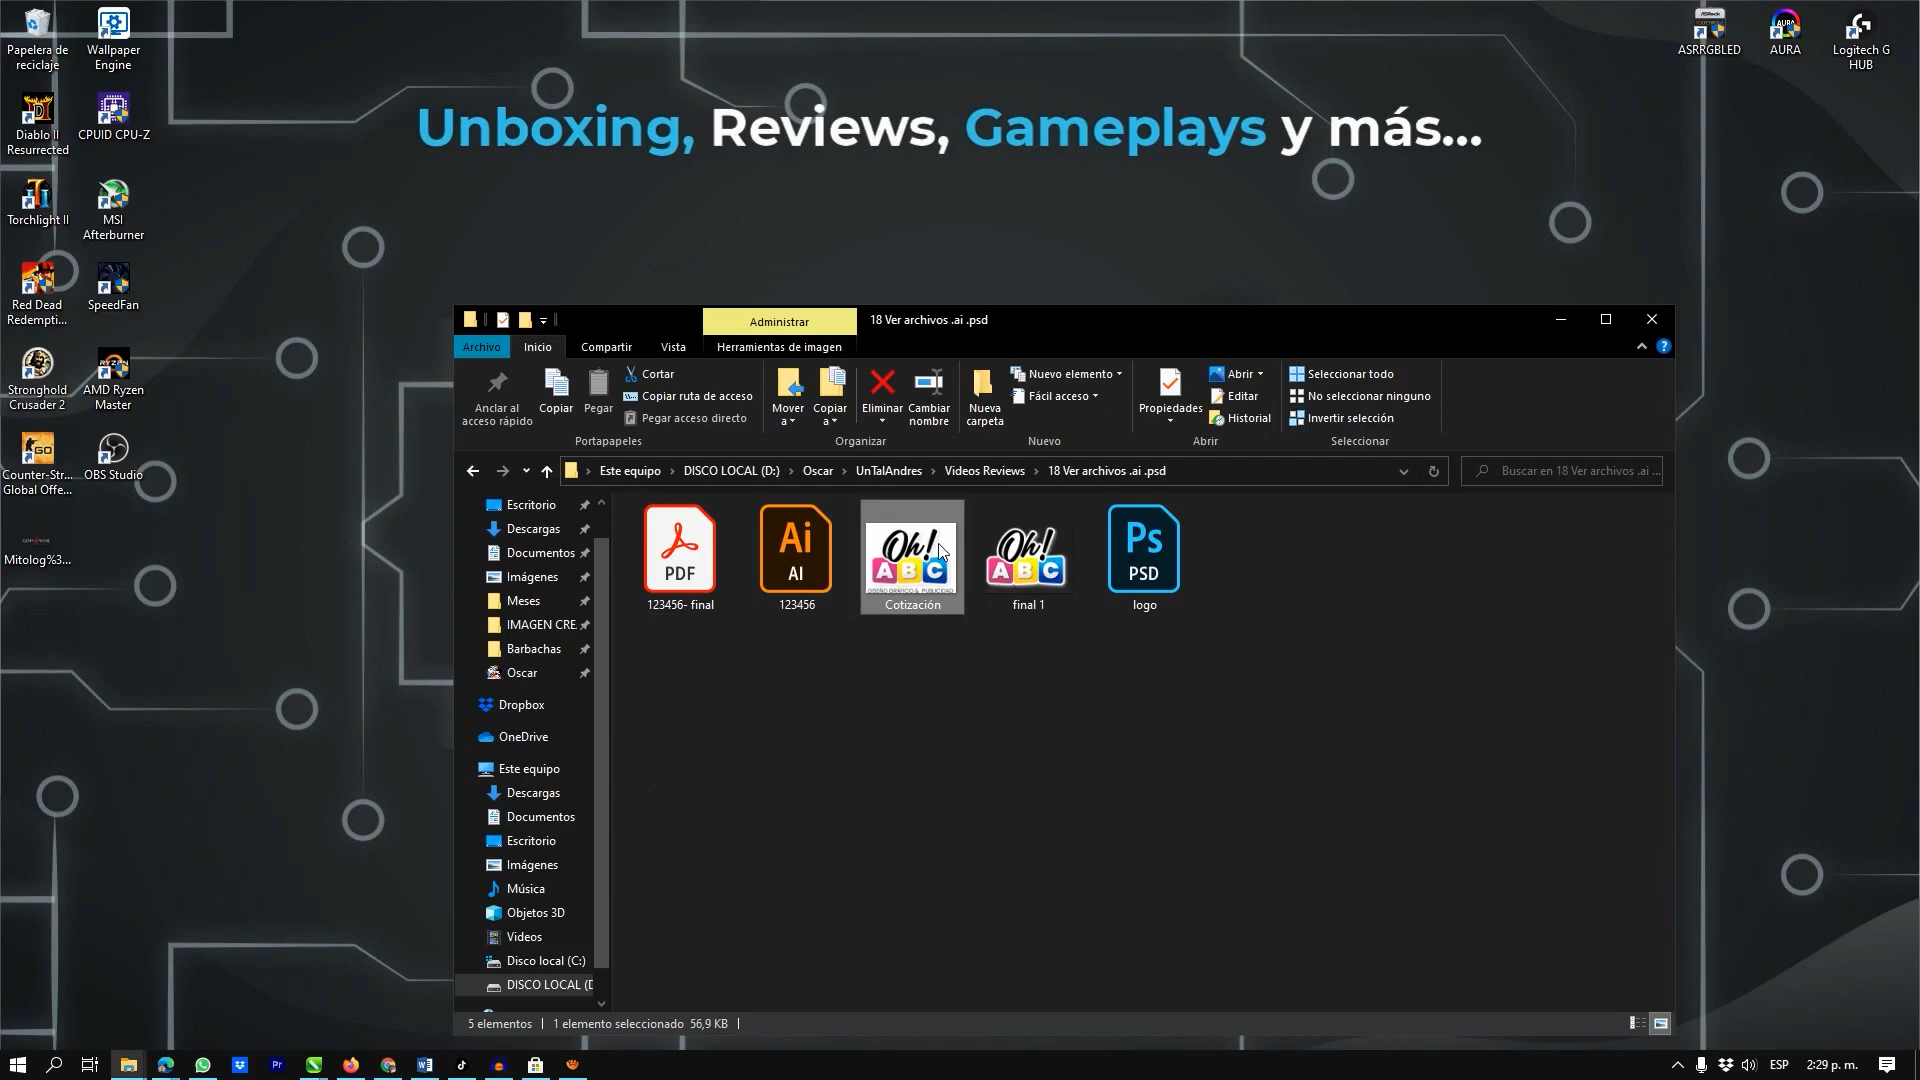 Papelera de
reciclaje
Wallpaper
Engine
Diablo II
Resurrected
CPUID CPU-Z
Torchlight II
MSI
Afterburner
Red Dead
Redempti...
SpeedFan
Stronghold
Crusader 2
AMD Ryzen
Master
Counter-Str...
Global Offe...
OBS Studio
Mitolog%3...
ASRRGBLED
AURA
Logitech G
HUB
Unboxing, Reviews, Gameplays y más...
Administrar
18 Ver archivos .ai .psd
Archivo
Inicio
Compartir
Vista
Herramientas de imagen
Anclar al
acceso rápido
Copiar
Pegar
Cortar
Copiar ruta de acceso
Pegar acceso directo
Portapapeles
Mover
a
Copiar
a
Eliminar
Cambiar
nombre
Organizar
Nueva
carpeta
Nuevo elemento
Fácil acceso
Nuevo
Propiedades
Abrir
Editar
Historial
Abrir
Seleccionar todo
No seleccionar ninguno
Invertir selección
Seleccionar
Este equipo > DISCO LOCAL (D:) > Oscar > UnTalAndres > Videos Reviews > 18 Ver archivos .ai .psd
Buscar en 18 Ver archivos .ai ...
Escritorio
Descargas
Documentos
Imágenes
Meses
IMAGEN CRE
Barbachas
Oscar
Dropbox
OneDrive
Este equipo
Descargas
Documentos
Escritorio
Imágenes
Música
Objetos 3D
Videos
Disco local (C:)
DISCO LOCAL (D
PDF
123456- final
Ai
AI
123456
Oh!
ABC
DISEÑO GRÁFICO & PUBLICIDAD
Cotización
Oh!
ABC
final 1
Ps
PSD
logo
5 elementos
1 elemento seleccionado 56,9 KB
Pr
ESP
2:29 p. m.